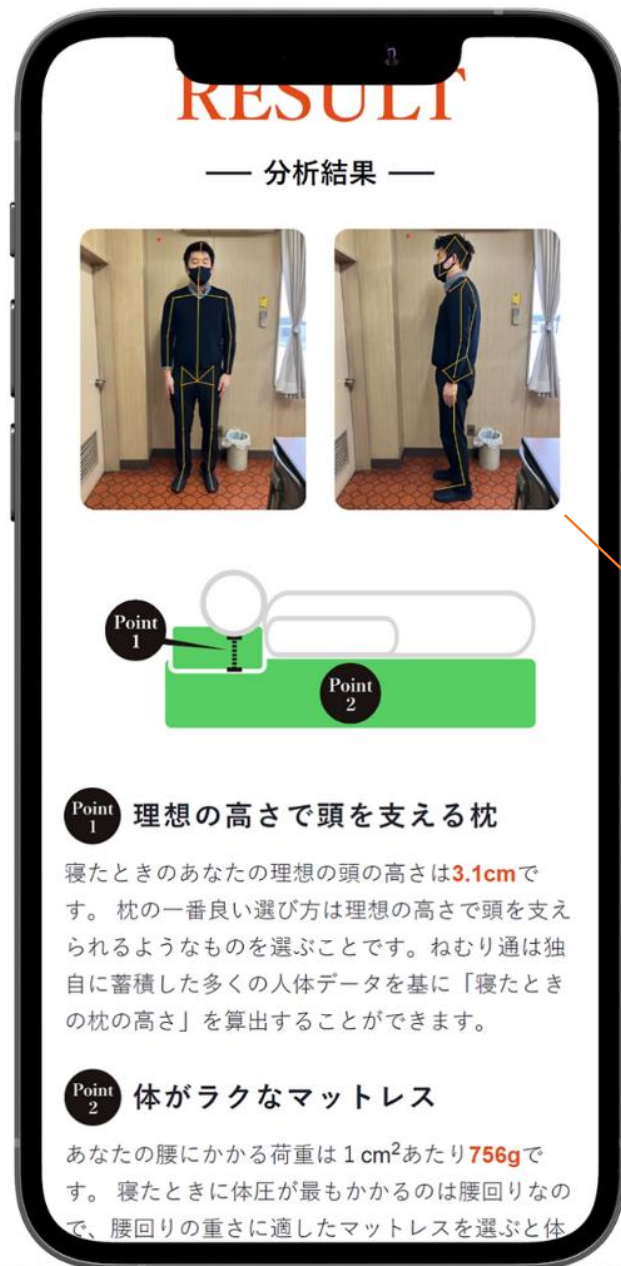 RESULT
分析結果
Point
1
Point
2
Point
1
理想の高さで頭を支える枕
寝たときのあなたの理想の頭の高さは3.1cmで
す。 枕の一番良い選び方は理想の高さで頭を支え
られるようなものを選ぶことです。ねむり通は独
自に蓄積した多くの人体データを基に「寝たとき
の枕の高さ」を算出することができます。
Point
2
体がラクなマットレス
あなたの腰にかかる荷重は 1 cm²あたり756gで
す。 寝たときに体圧が最もかかるのは腰回りなの
で、腰回りの重さに適したマットレスを選ぶと体